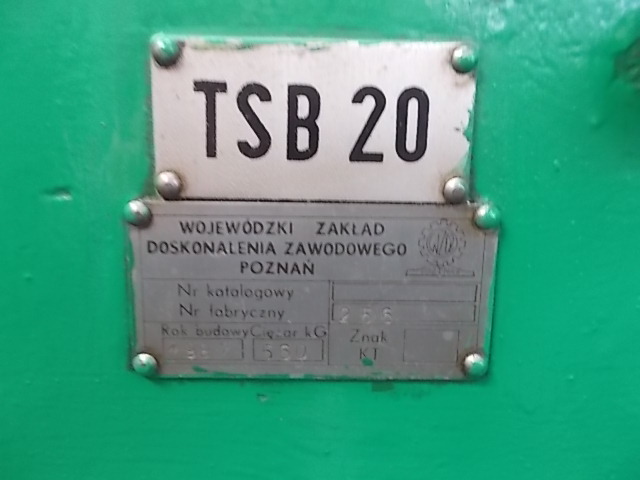 TSB 20
WOJEWÓDZKI ZAKŁAD
DOSKONALENIA ZAWODOWEGO
POZNAŃ
Nr katalogowy
Nr fabryczny
Rok budowy Ciężar kG
Znak
KT